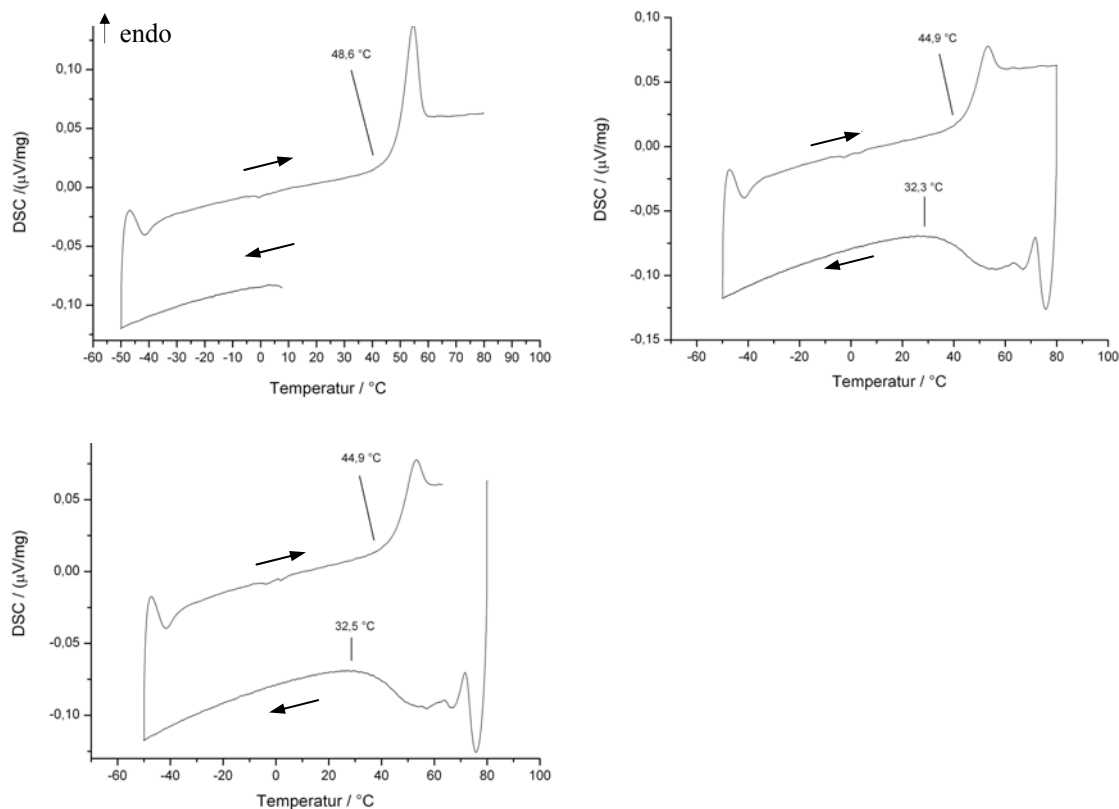 endo
48,6 °C
0,10
0,05
0,00
-0,05
-0,10
DSC /(µV/mg)
-60 -50 -40 -30 -20 -10 0 10 20 30 40 50 60 70 80 90 100
Temperatur / °C
0,10
0,05
0,00
-0,05
-0,10
-0,15
DSC / (µV/mg)
44,9 °C
32,3 °C
-60 -40 -20 0 20 40 60 80 100
Temperatur / °C
0,05
0,00
-0,05
-0,10
DSC / (µV/mg)
44,9 °C
32,5 °C
-60 -40 -20 0 20 40 60 80 100
Temperatur / °C